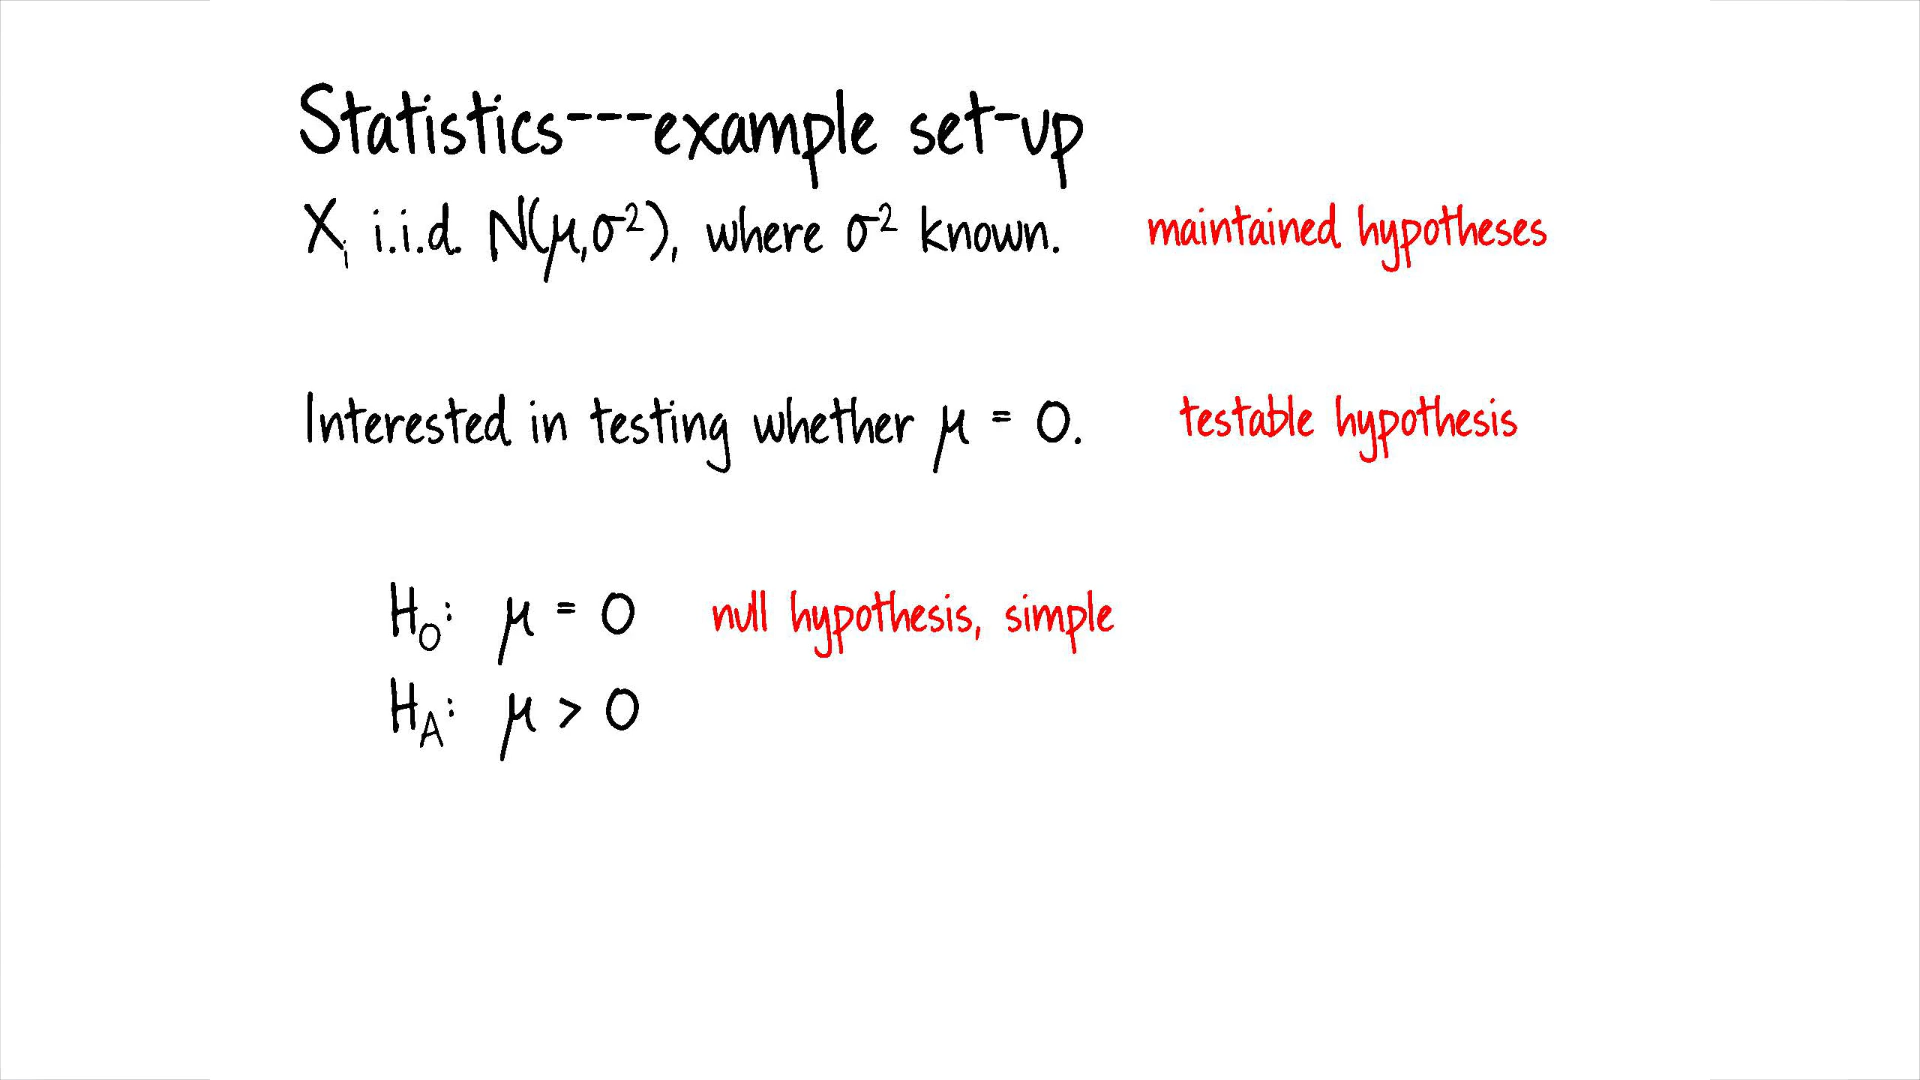 Statistics---example set-up
Xᵢ i.i.d. N(μ,σ²), where σ² known. maintained hypotheses
Interested in testing whether μ = 0. testable hypothesis
H₀: μ = 0 null hypothesis, simple
H_A: μ > 0